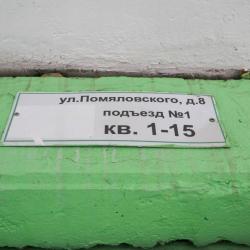 ул.Помяловского, д.8
подъезд №1
кв. 1-15